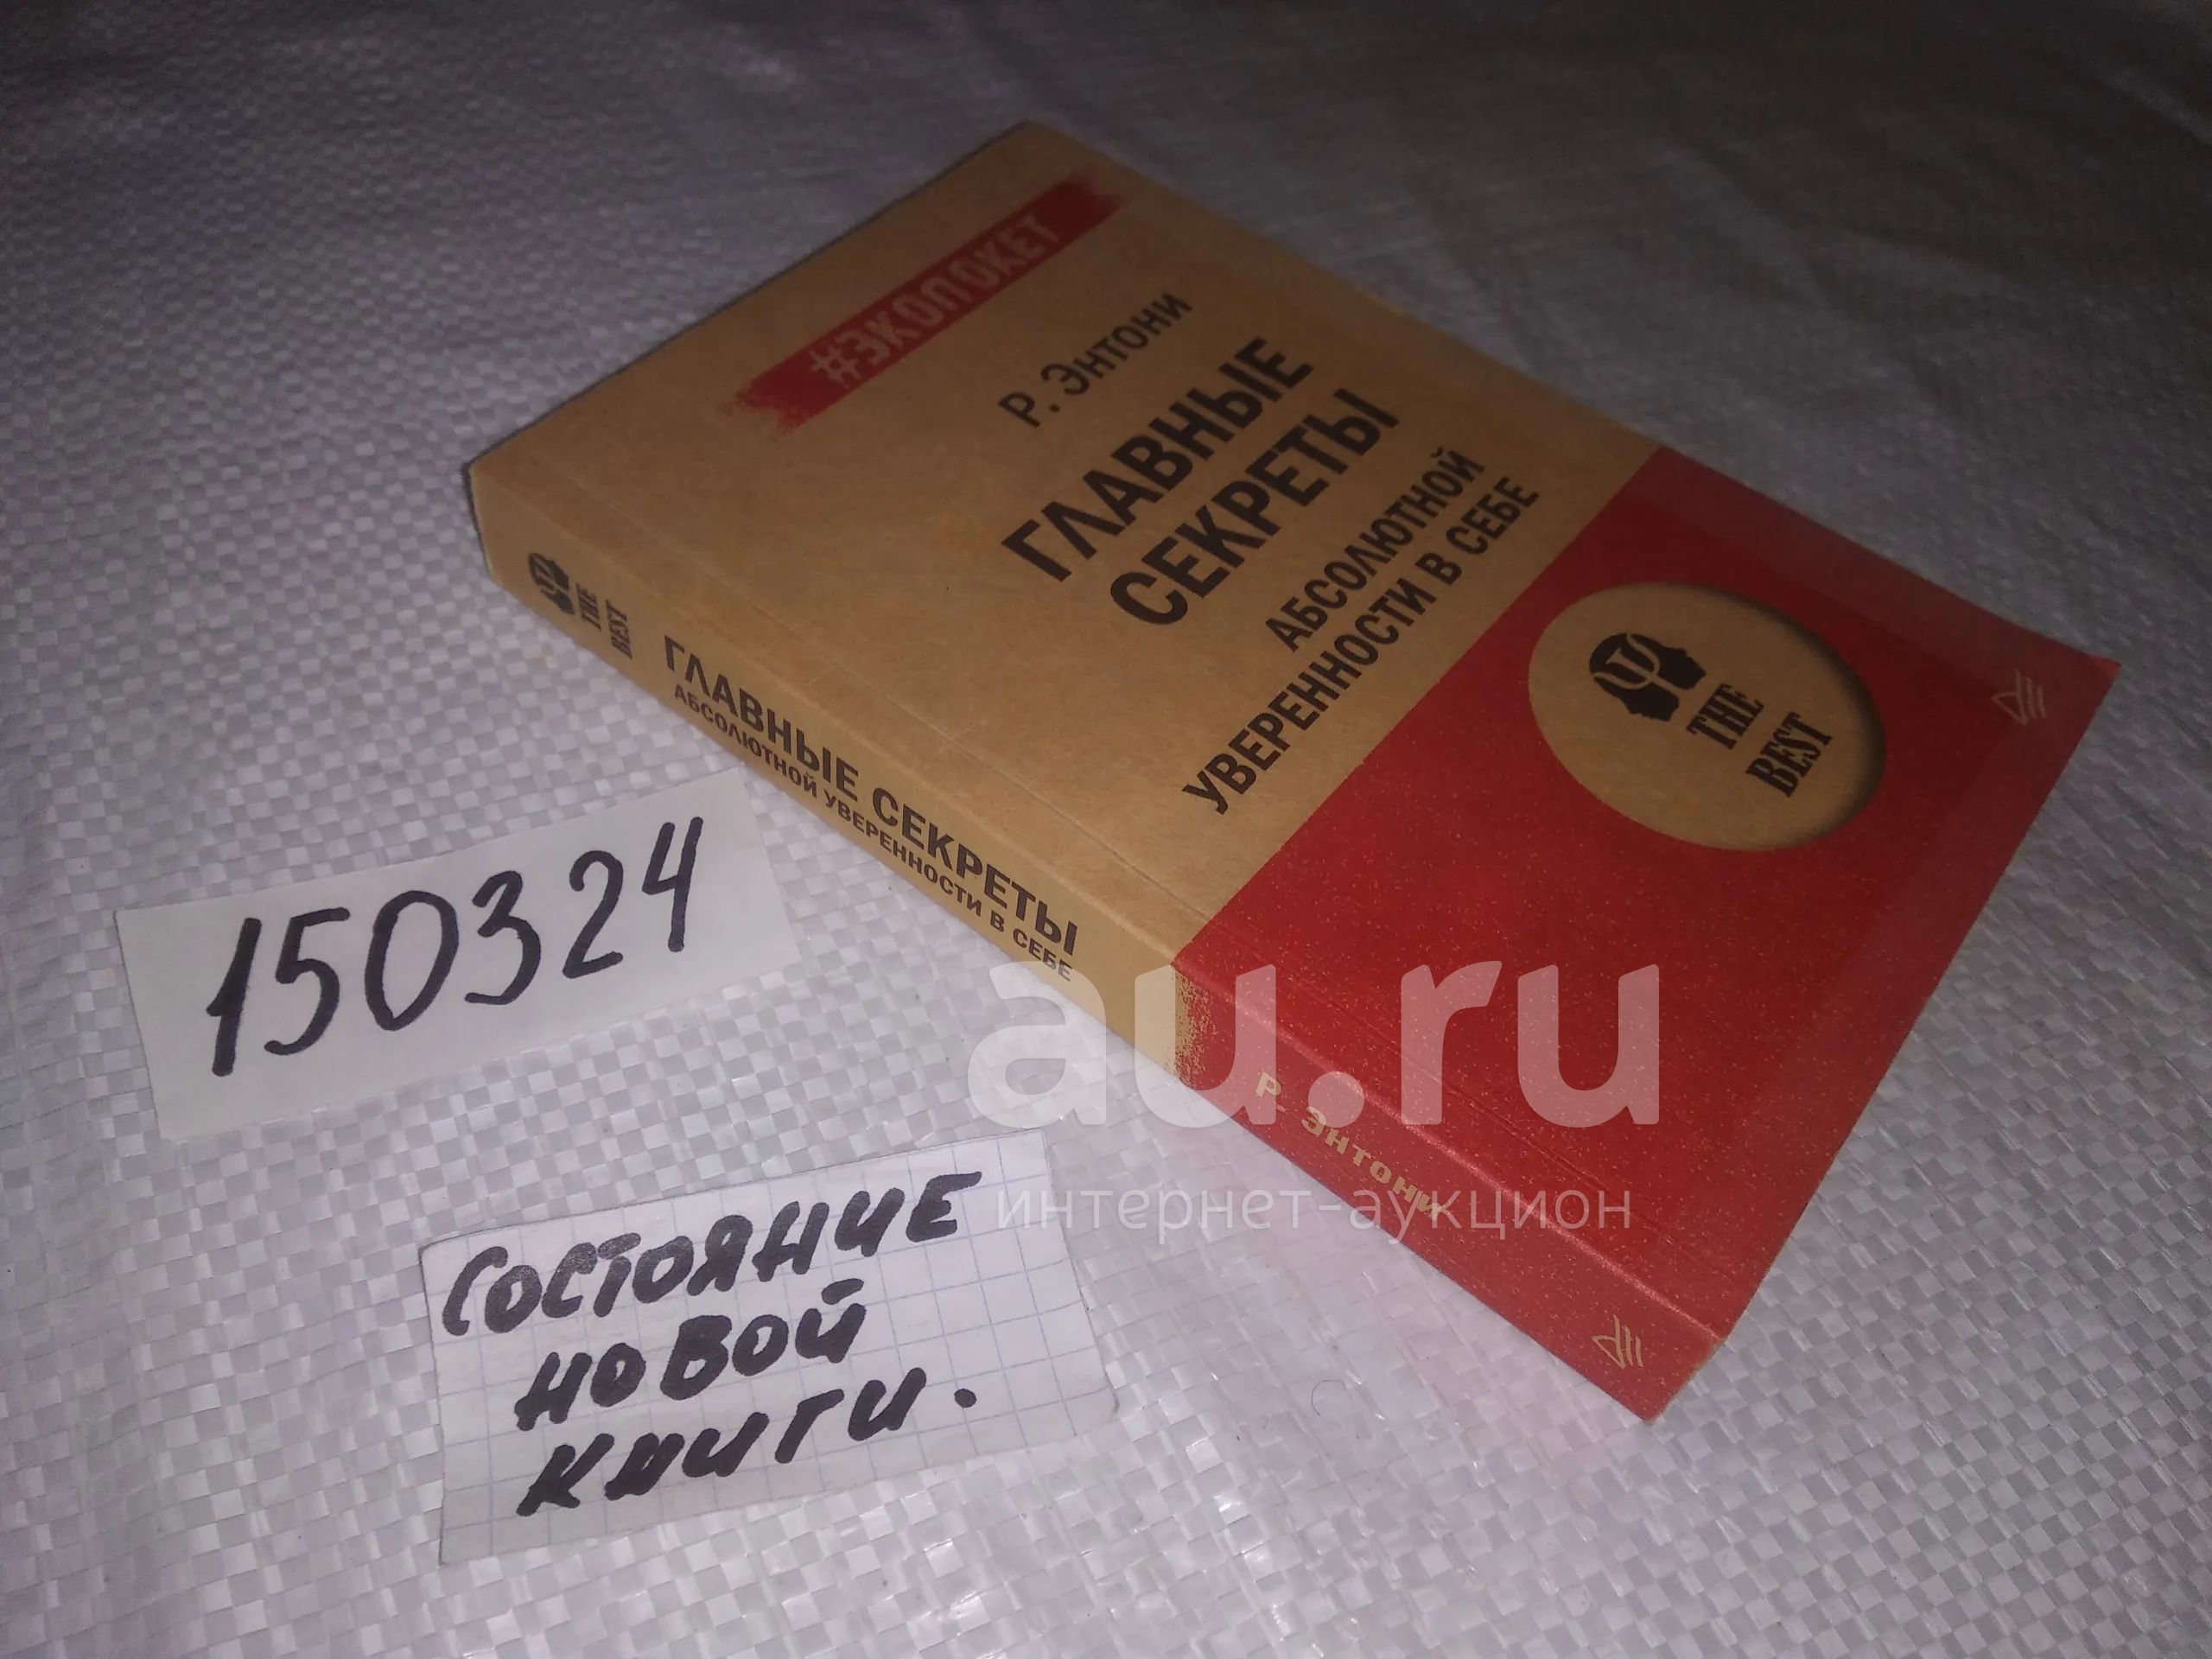 #ЭКОПОКЕТ
Р. Энтони
ГЛАВНЫЕ
СЕКРЕТЫ
АБСОЛЮТНОЙ
УВЕРЕННОСТИ В СЕБЕ
THE
BEST
THE
BEST
ГЛАВНЫЕ СЕКРЕТЫ
АБСОЛЮТНОЙ УВЕРЕННОСТИ В СЕБЕ
Р. Энтони
150324
СОСТОЯНИЕ
НОВОЙ
КНИГИ.
au.ru
интернет-аукцион